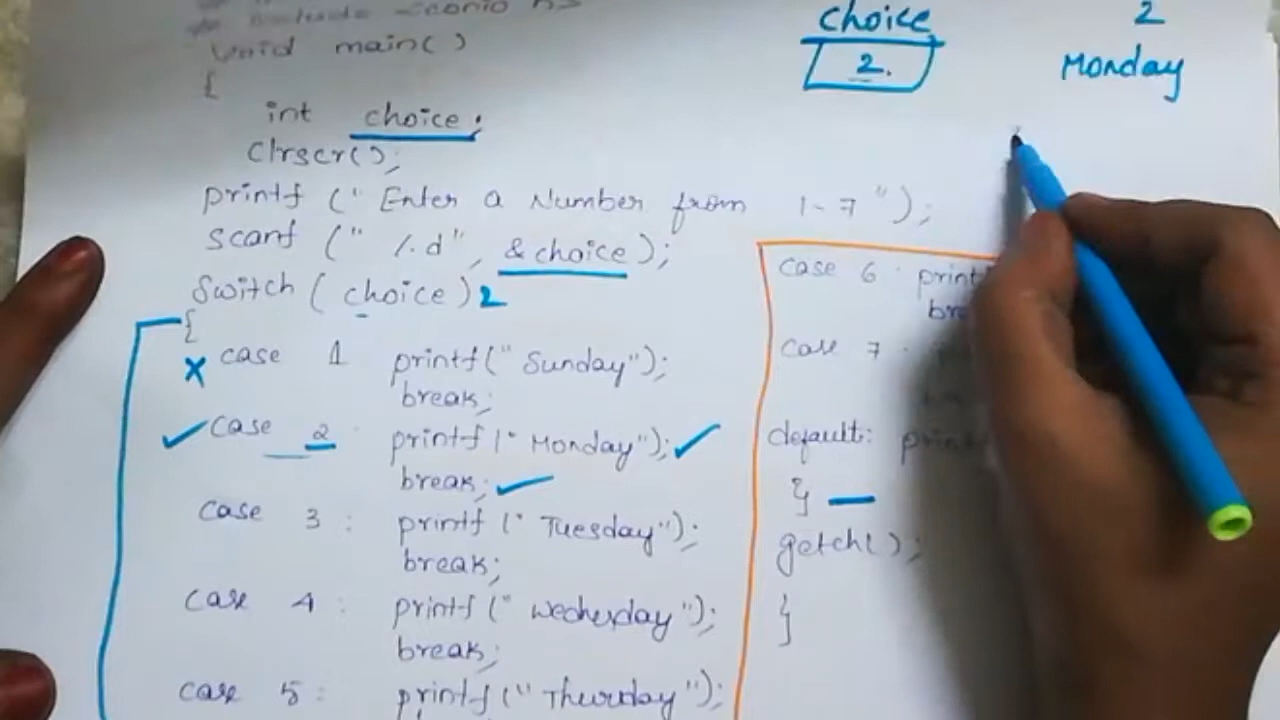 void main()
{
int choice;
clrscr();
printf (" Enter a Number from 1-7 ");
scanf (" %d", &choice);
Switch (choice) 2
{
x case 1 printf(" Sunday");
break;
✓ case 2 printf (" Monday"); ✓
break; ✓
case 3 : printf (" Tuesday");
break;
case 4 : printf (" Wednesday");
break;
case 5 : printf (" Thursday");
choice
2.
2
Monday
case 6
case 7
default:
}
getch();
}